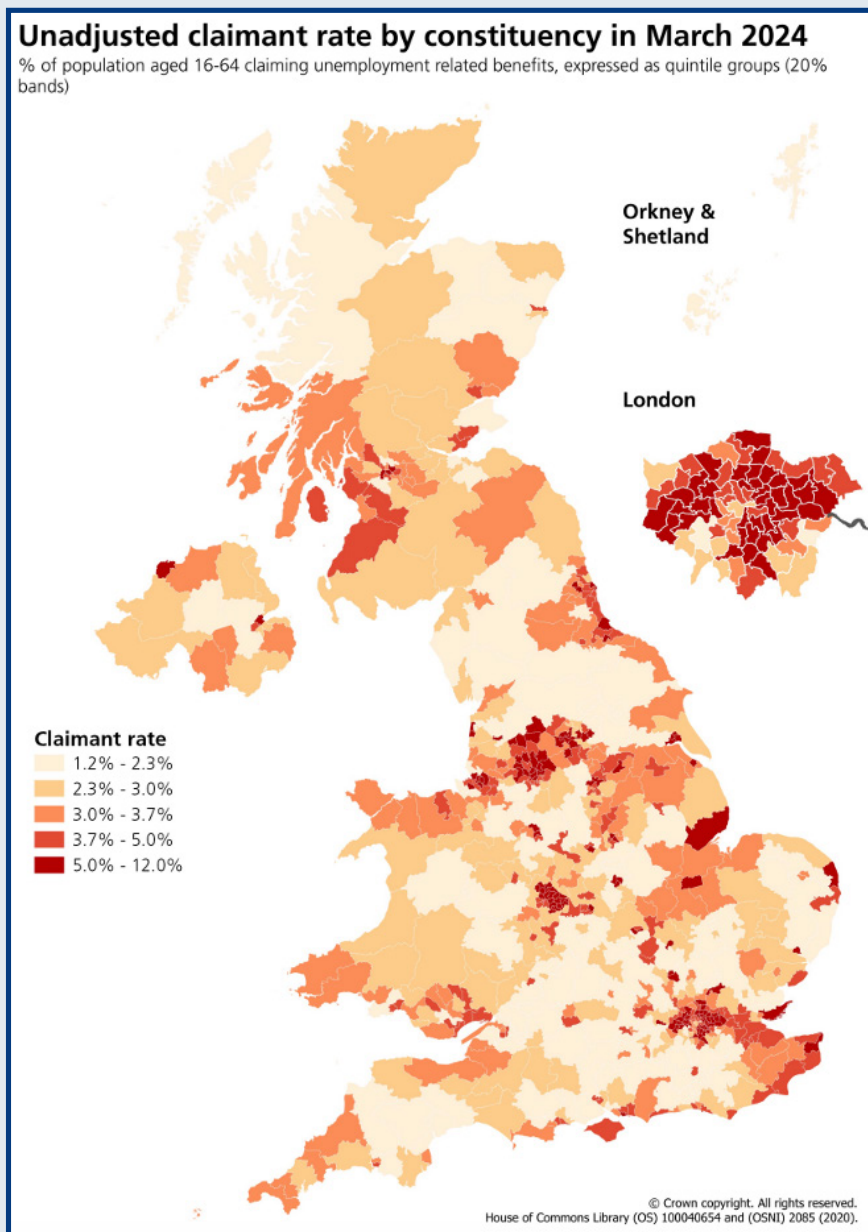 Unadjusted claimant rate by constituency in March 2024
% of population aged 16-64 claiming unemployment related benefits, expressed as quintile groups (20%
bands)
Orkney &
Shetland
London
Claimant rate
1.2% - 2.3%
2.3% - 3.0%
3.0% - 3.7%
3.7% - 5.0%
5.0% - 12.0%
© Crown copyright. All rights reserved.
House of Commons Library (OS) 100040654 and (OSNI) 2085 (2020).